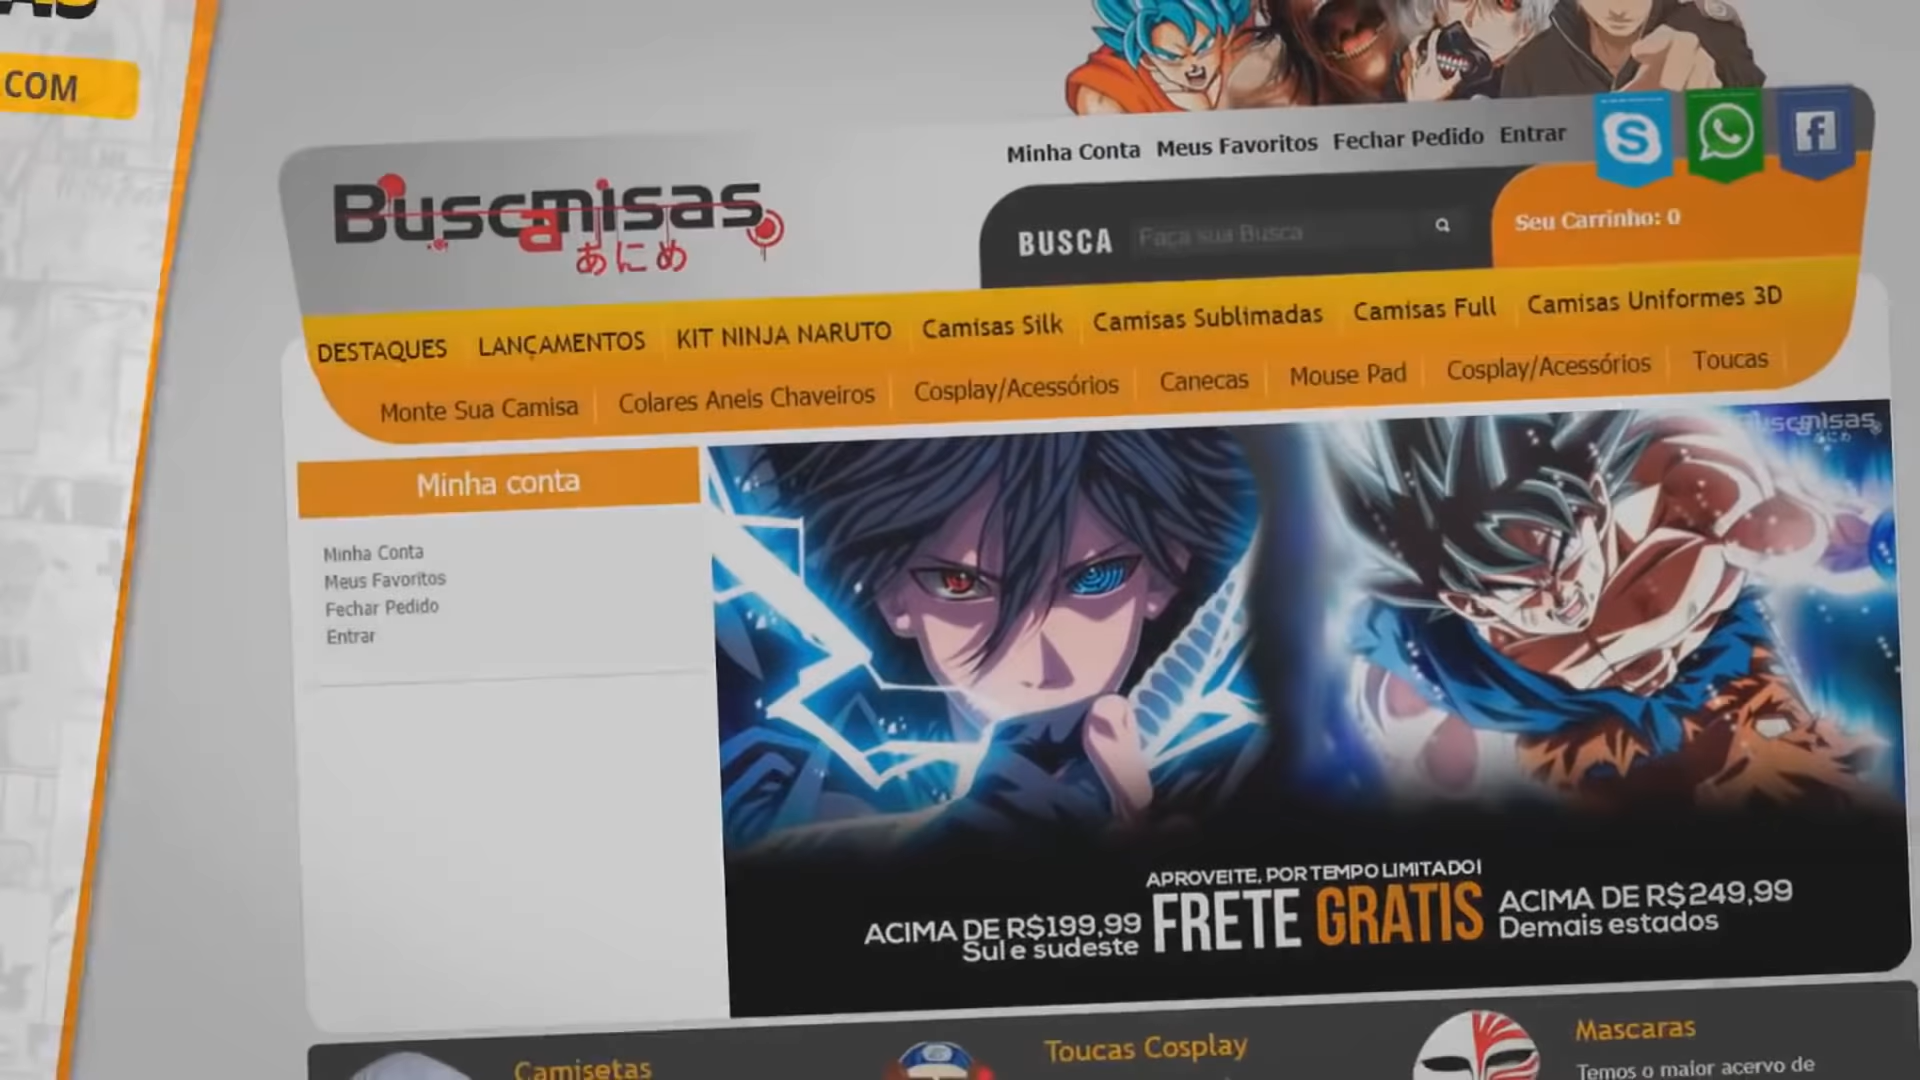 .COM
Minha Conta Meus Favoritos Fechar Pedido Entrar
Buscamisas
あにめ
BUSCA Faça sua Busca
Seu Carrinho: 0
DESTAQUES LANÇAMENTOS KIT NINJA NARUTO Camisas Silk Camisas Sublimadas Camisas Full Camisas Uniformes 3D
Monte Sua Camisa Colares Aneis Chaveiros Cosplay/Acessórios Canecas Mouse Pad Cosplay/Acessórios Toucas
Minha conta
Minha Conta
Meus Favoritos
Fechar Pedido
Entrar
APROVEITE, POR TEMPO LIMITADO!
ACIMA DE R$199,99
Sul e sudeste
FRETE GRATIS
ACIMA DE R$249,99
Demais estados
Camisetas
Toucas Cosplay
Mascaras
Temos o maior acervo de